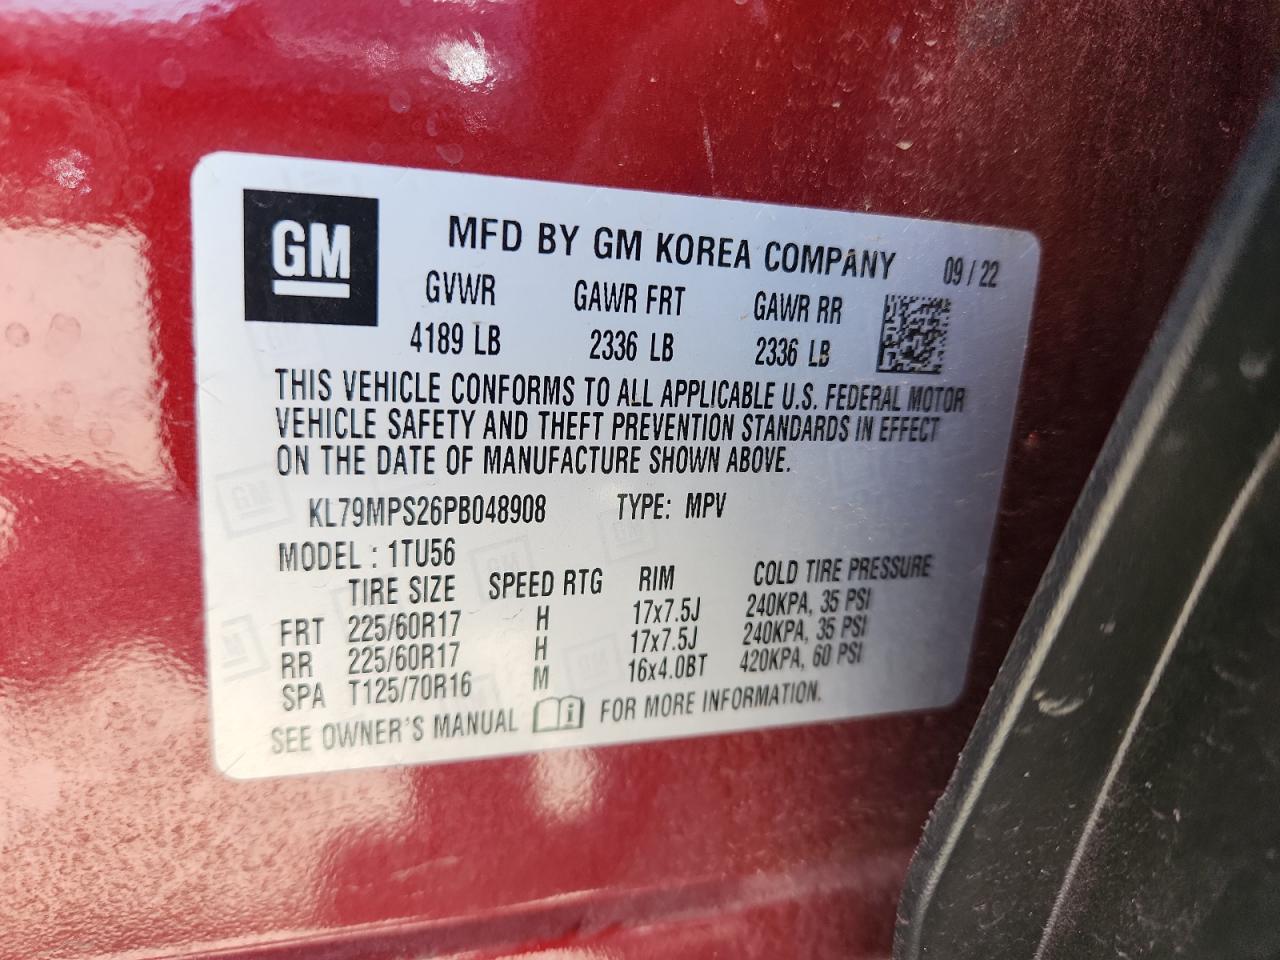 GM
MFD BY GM KOREA COMPANY 09 / 22
GVWR GAWR FRT GAWR RR
4189 LB 2336 LB 2336 LB
THIS VEHICLE CONFORMS TO ALL APPLICABLE U.S. FEDERAL MOTOR
VEHICLE SAFETY AND THEFT PREVENTION STANDARDS IN EFFECT
ON THE DATE OF MANUFACTURE SHOWN ABOVE.
KL79MPS26PB048908 TYPE: MPV
MODEL : 1TU56
TIRE SIZE SPEED RTG RIM COLD TIRE PRESSURE
FRT 225/60R17 H 17x7.5J 240KPA, 35 PSI
RR 225/60R17 H 17x7.5J 240KPA, 35 PSI
SPA T125/70R16 M 16x4.0BT 420KPA, 60 PSI
SEE OWNER'S MANUAL FOR MORE INFORMATION.